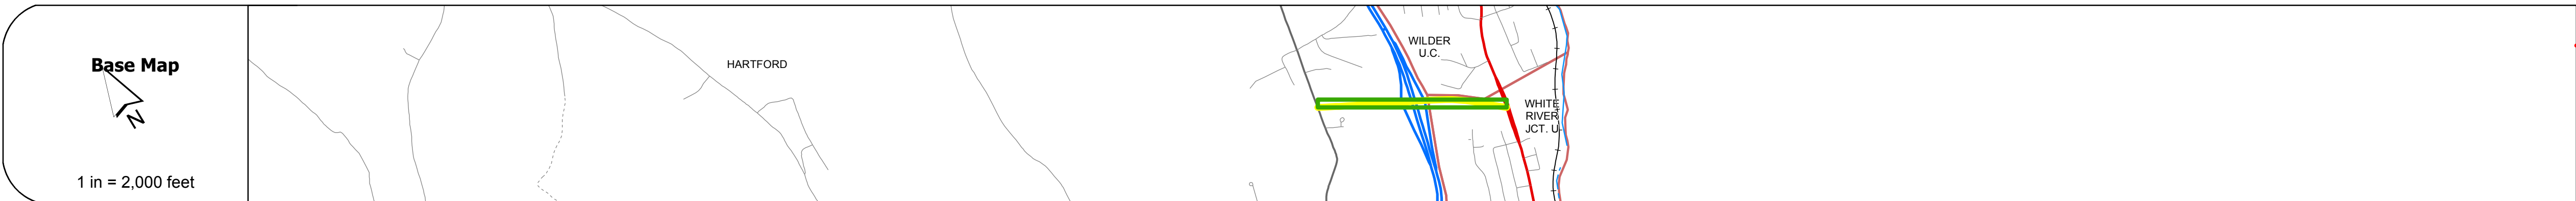 Base Map
N
1 in = 2,000 feet
HARTFORD
WILDER
U.C.
WHITE
RIVER
JCT. U